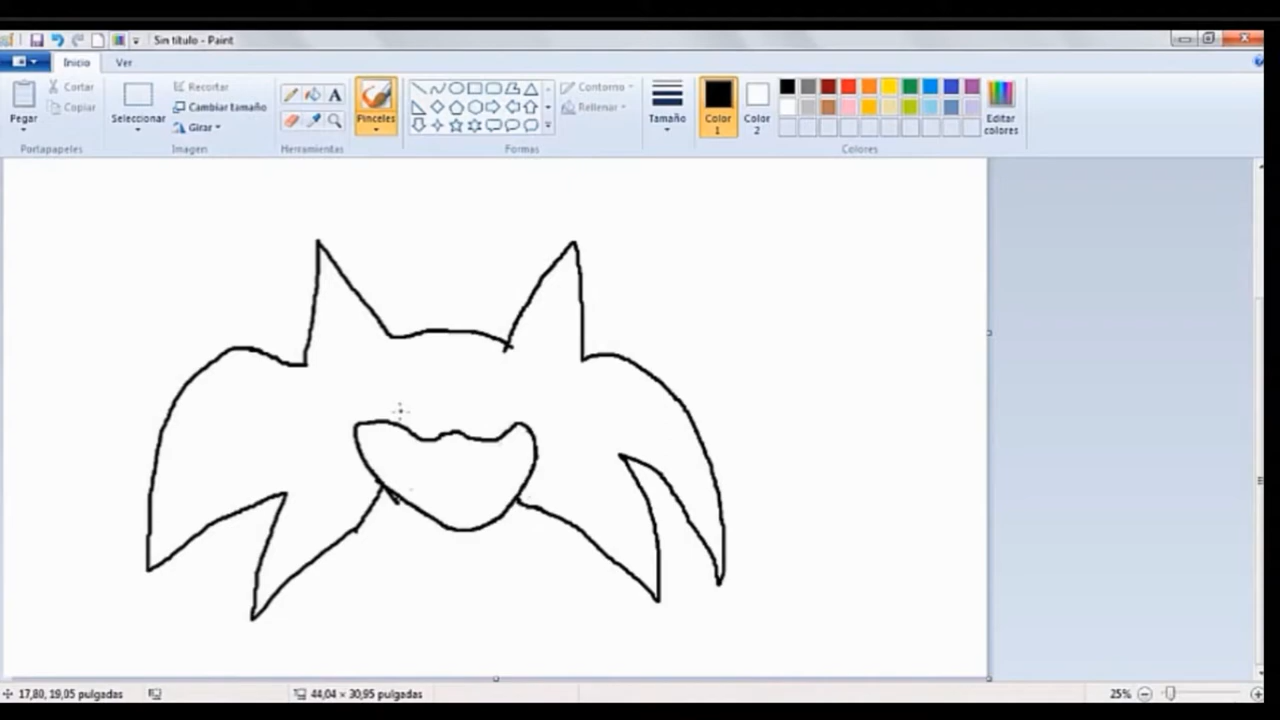 Sin título - Paint
Inicio Ver
Pegar
Cortar
Copiar
Portapapeles
Seleccionar
Recortar
Cambiar tamaño
Girar
Imagen
A
Herramientas
Pinceles
Contorno
Rellenar
Formas
Tamaño
Color 1
Color 2
Editar colores
Colores
17,80, 19,05 pulgadas
44,04 × 30,95 pulgadas
25%